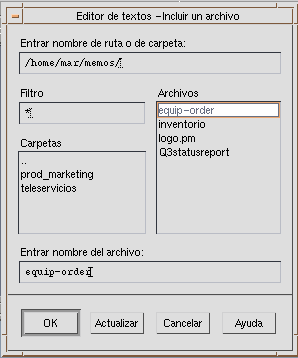 Editor de textos -Incluir un archivo
Entrar nombre de ruta o de carpeta:
/home/mar/memos/
Filtro
*
Archivos
equip-order
inventorio
logo.pm
Q3statusreport
Carpetas
..
prod_marketing
teleservicios
Entrar nombre del archivo:
equip-order
OK
Actualizar
Cancelar
Ayuda